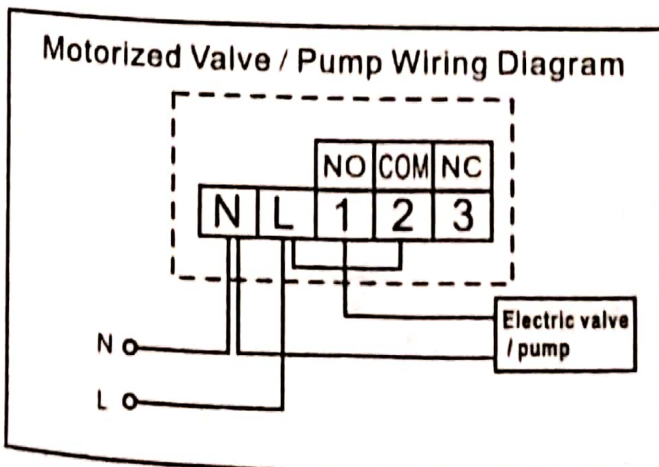 Motorized Valve / Pump Wiring Diagram
NO COM NC
N L 1 2 3
Electric valve
/ pump
N
L